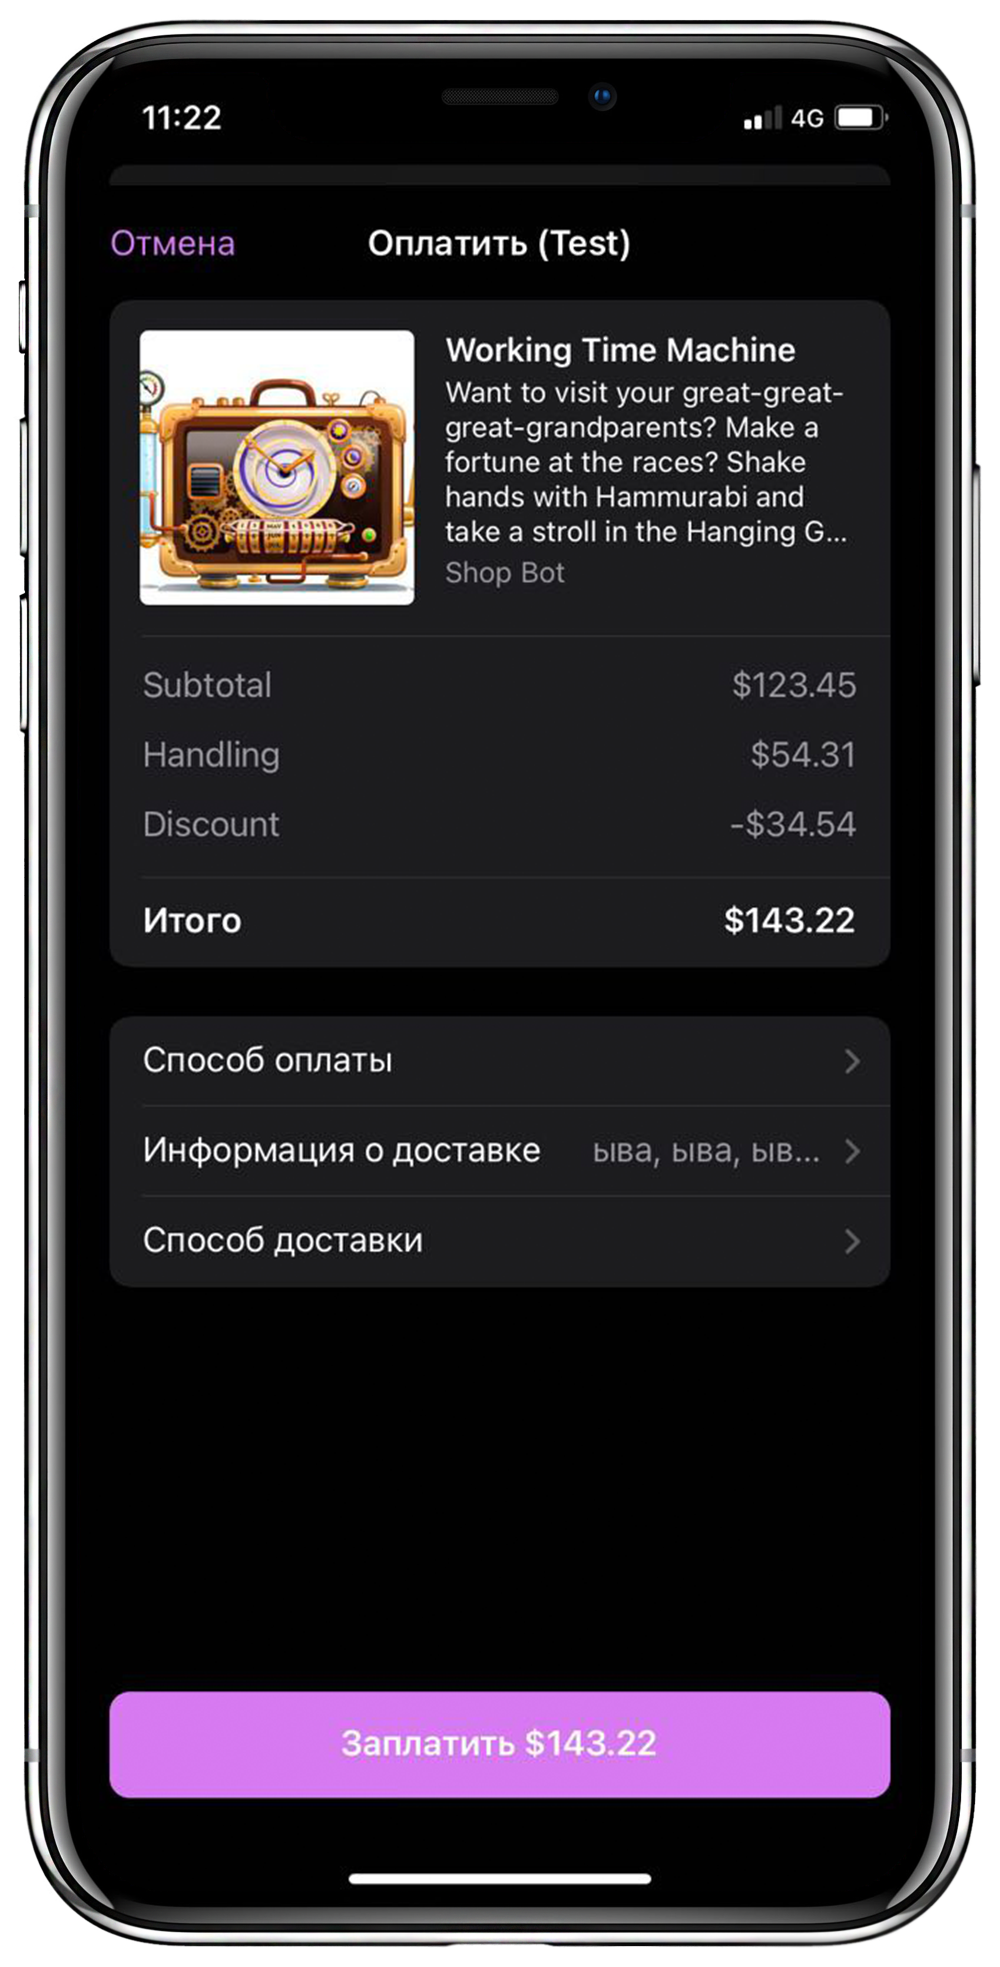 11:22 4G
Отмена Оплатить (Test)
Working Time Machine
Want to visit your great-great-
great-grandparents? Make a
fortune at the races? Shake
hands with Hammurabi and
take a stroll in the Hanging G...
Shop Bot
Subtotal $123.45
Handling $54.31
Discount -$34.54
Итого $143.22
Способ оплаты
Информация о доставке ыва, ыва, ыв...
Способ доставки
Заплатить $143.22